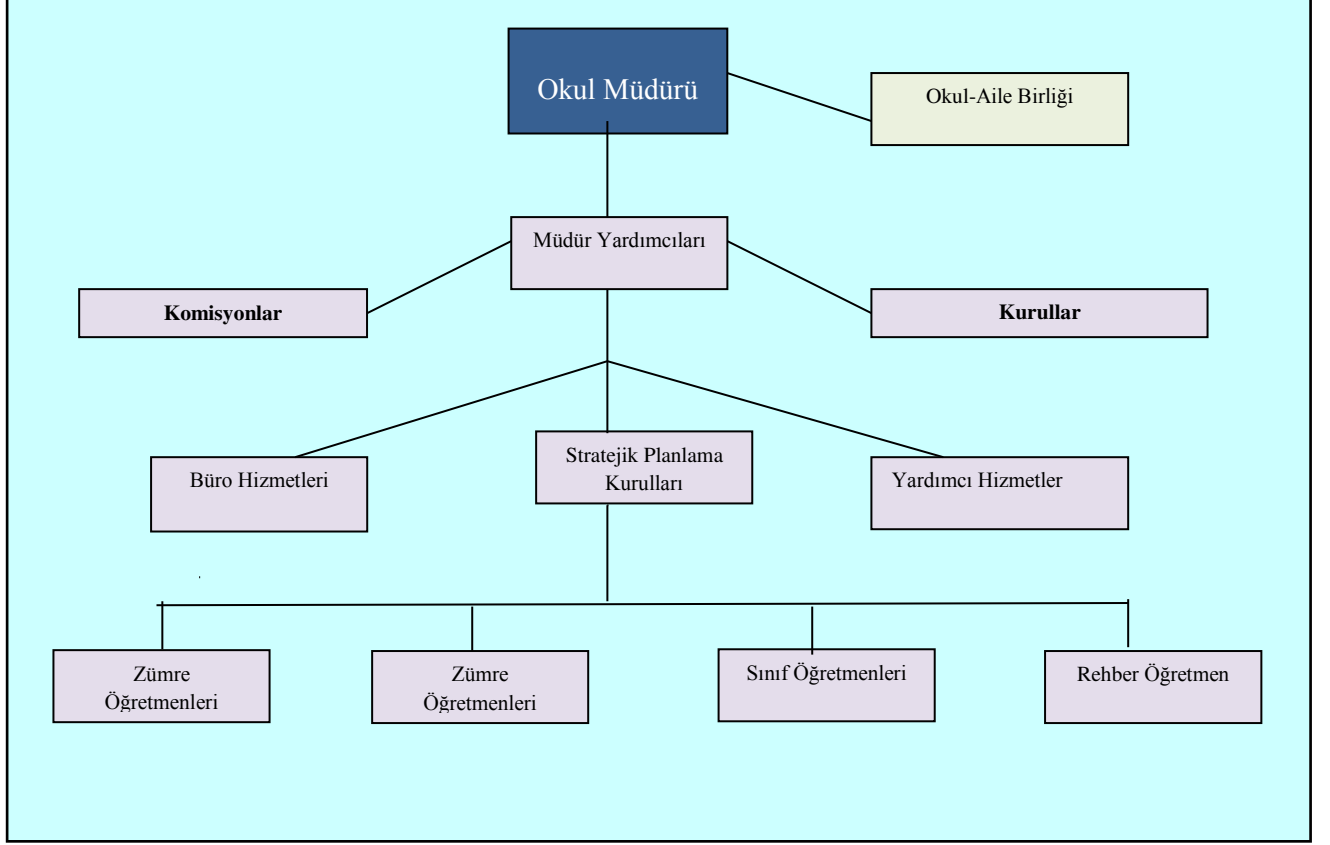 Okul Müdürü
Okul-Aile Birliği
Müdür Yardımcıları
Komisyonlar
Kurullar
Büro Hizmetleri
Stratejik Planlama
Kurulları
Yardımcı Hizmetler
Zümre
Öğretmenleri
Zümre
Öğretmenleri
Sınıf Öğretmenleri
Rehber Öğretmen